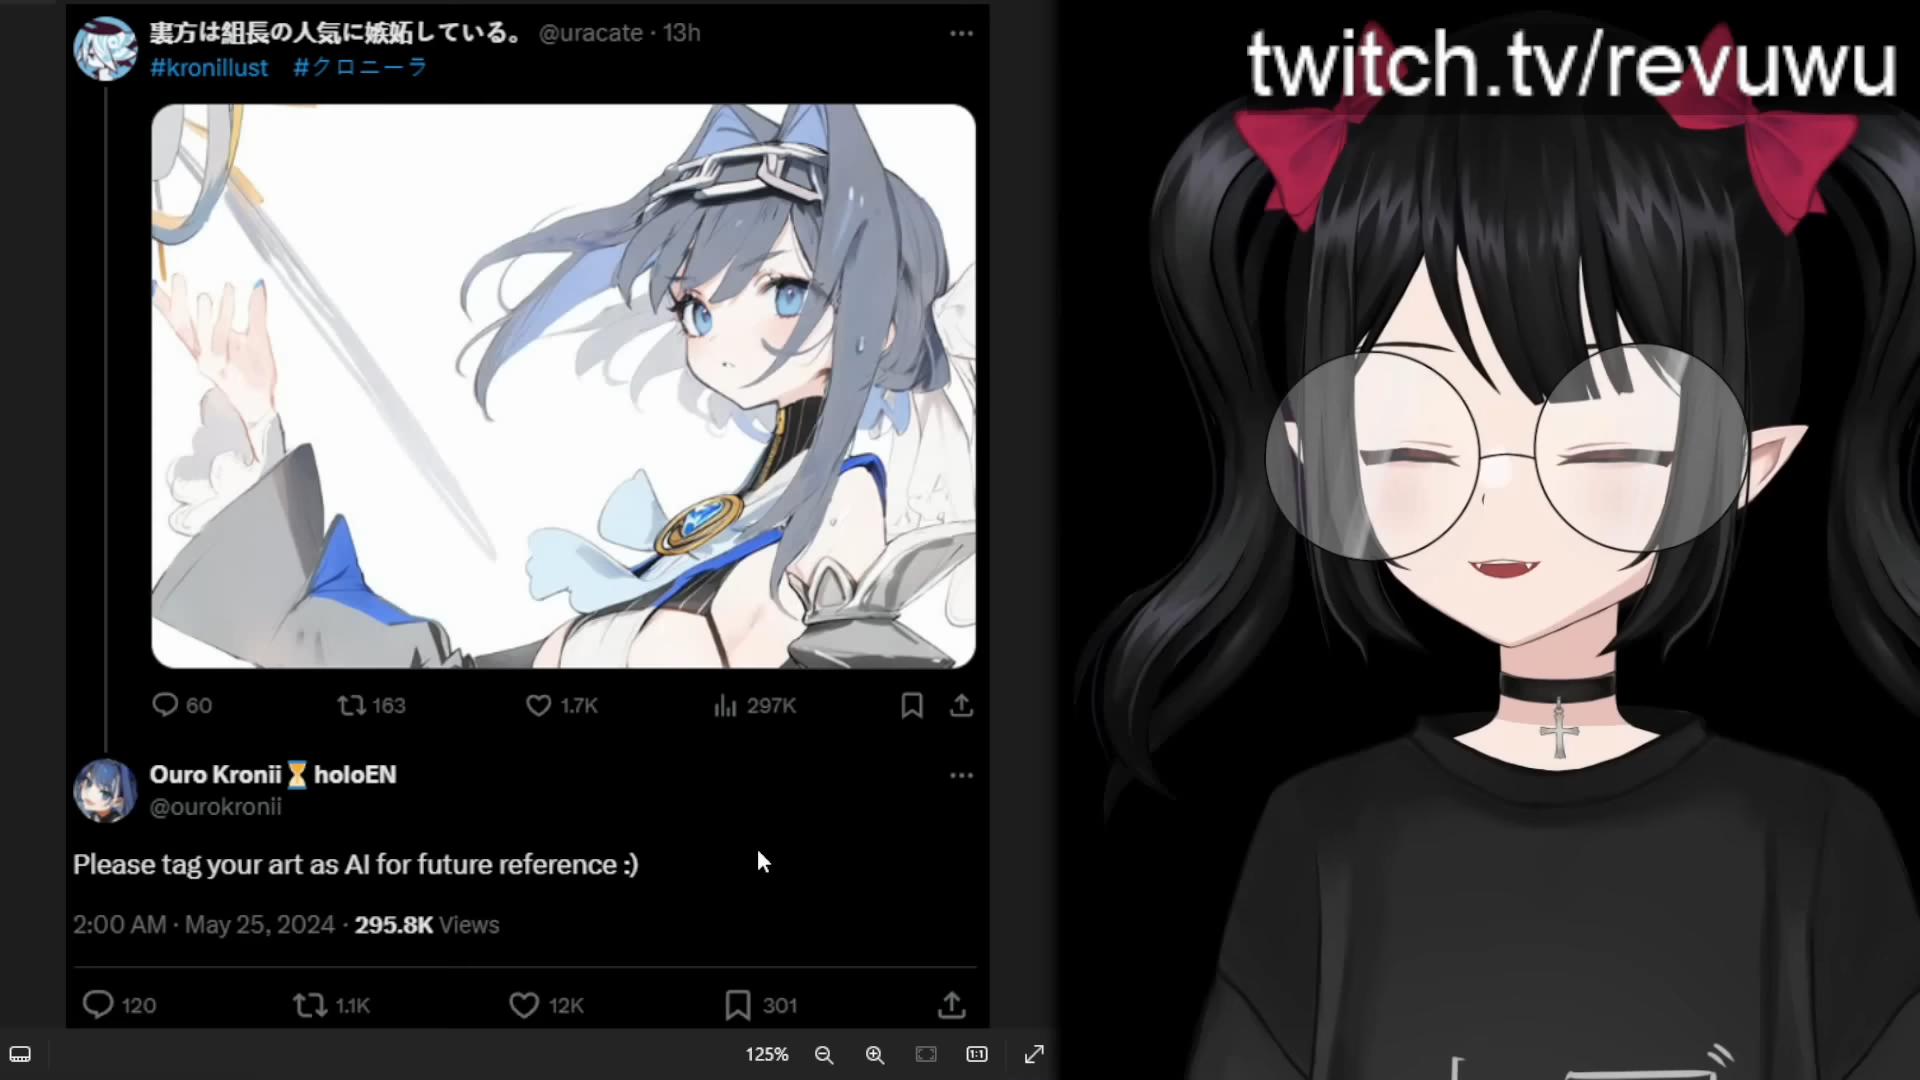 裏方は組長の人気に嫉妬している。 @uracate · 13h
#kronillust #クロニーラ
60 163 1.7K 297K
Ouro Kronii⏳holoEN
@ourokronii
Please tag your art as AI for future reference :)
2:00 AM · May 25, 2024 · 295.8K Views
120 1.1K 12K 301
125% 1:1
twitch.tv/revuwu